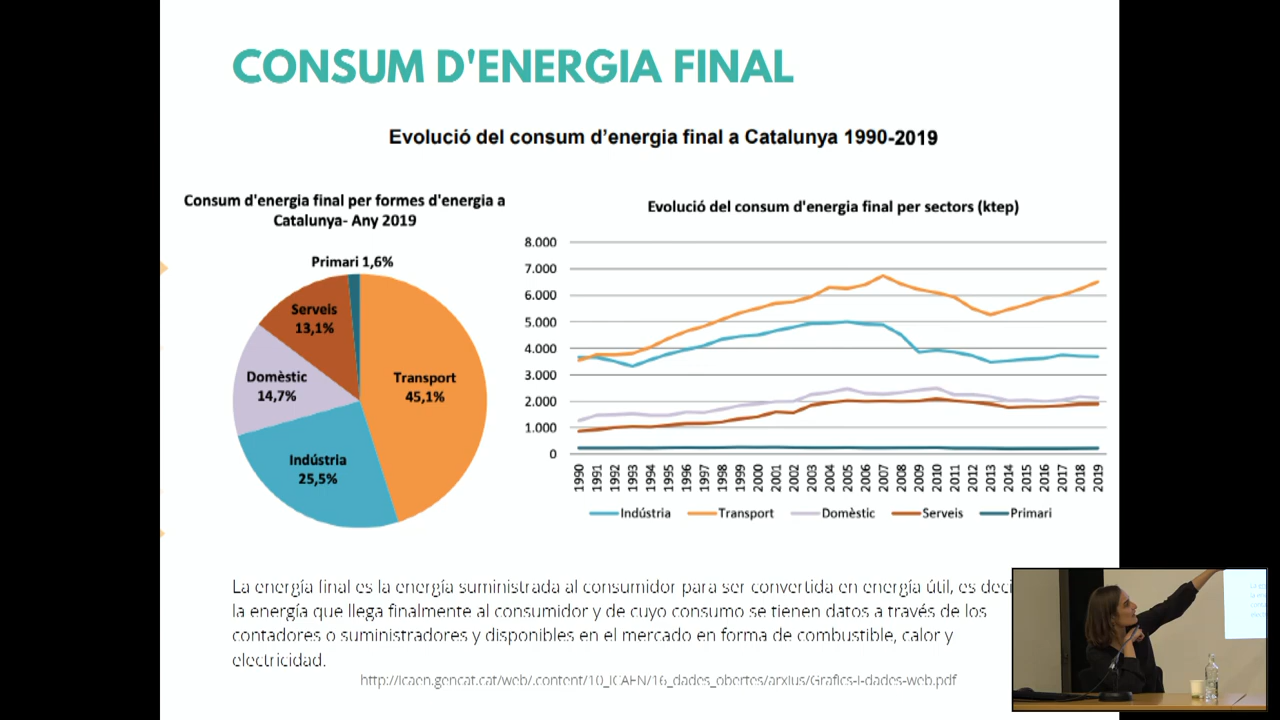 CONSUM D'ENERGIA FINAL
Evolució del consum d'energia final a Catalunya 1990-2019
Consum d'energia final per formes d'energia a
Catalunya- Any 2019
Primari 1,6%
Serveis
13,1%
Domèstic
14,7%
Transport
45,1%
Indústria
25,5%
Evolució del consum d'energia final per sectors (ktep)
8.000
7.000
6.000
5.000
4.000
3.000
2.000
1.000
0
1990 1991 1992 1993 1994 1995 1996 1997 1998 1999 2000 2001 2002 2003 2004 2005 2006 2007 2008 2009 2010 2011 2012 2013 2014 2015 2016 2017 2018 2019
Indústria Transport Domèstic Serveis Primari
La energía final es la energía suministrada al consumidor para ser convertida en energía útil, es deci
la energía que llega finalmente al consumidor y de cuyo consumo se tienen datos a través de los
contadores o suministradores y disponibles en el mercado en forma de combustible, calor y
electricidad.
http://icaen.gencat.cat/web/.content/10_ICAEN/16_dades_obertes/arxius/Grafics-i-dades-web.pdf